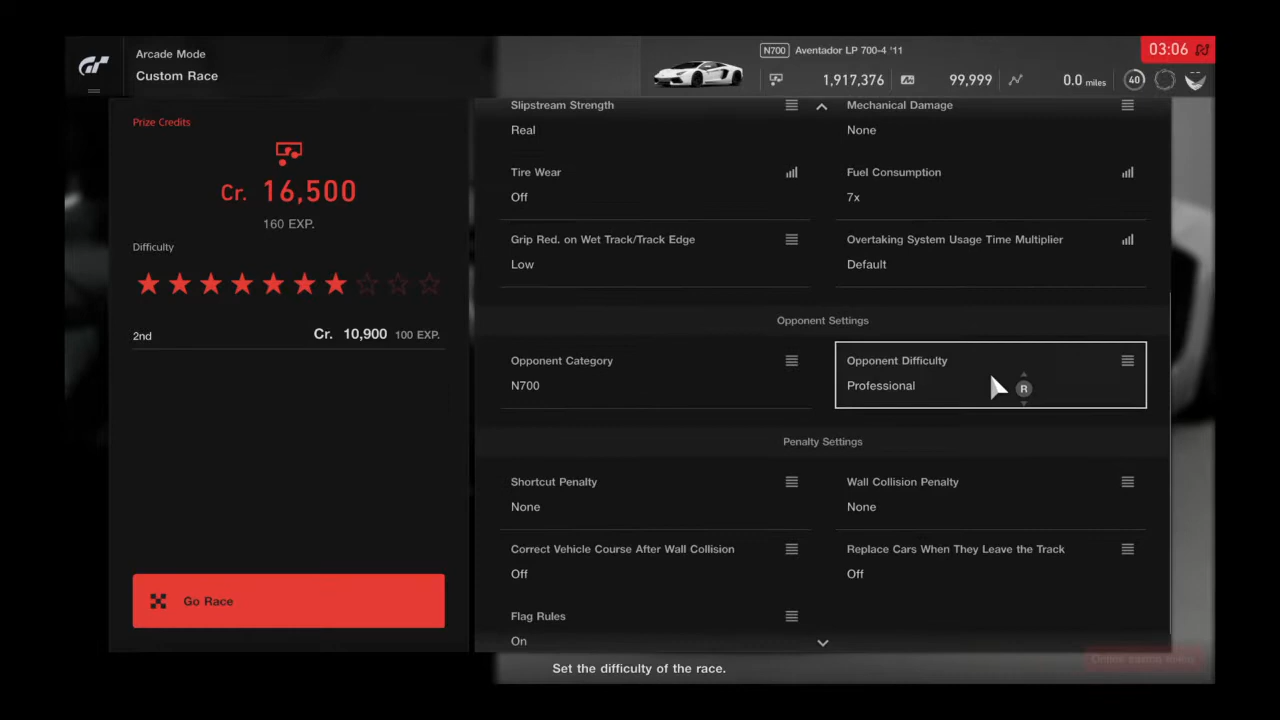 Arcade Mode
Custom Race
N700 Aventador LP 700-4 '11
03:06
1,917,376
99,999
0.0 miles
40
Prize Credits
Cr. 16,500
160 EXP.
Difficulty
2nd Cr. 10,900 100 EXP.
Go Race
Slipstream Strength
Real
Mechanical Damage
None
Tire Wear
Off
Fuel Consumption
7x
Grip Red. on Wet Track/Track Edge
Low
Overtaking System Usage Time Multiplier
Default
Opponent Settings
Opponent Category
N700
Opponent Difficulty
Professional
R
Penalty Settings
Shortcut Penalty
None
Wall Collision Penalty
None
Correct Vehicle Course After Wall Collision
Off
Replace Cars When They Leave the Track
Off
Flag Rules
On
Set the difficulty of the race.